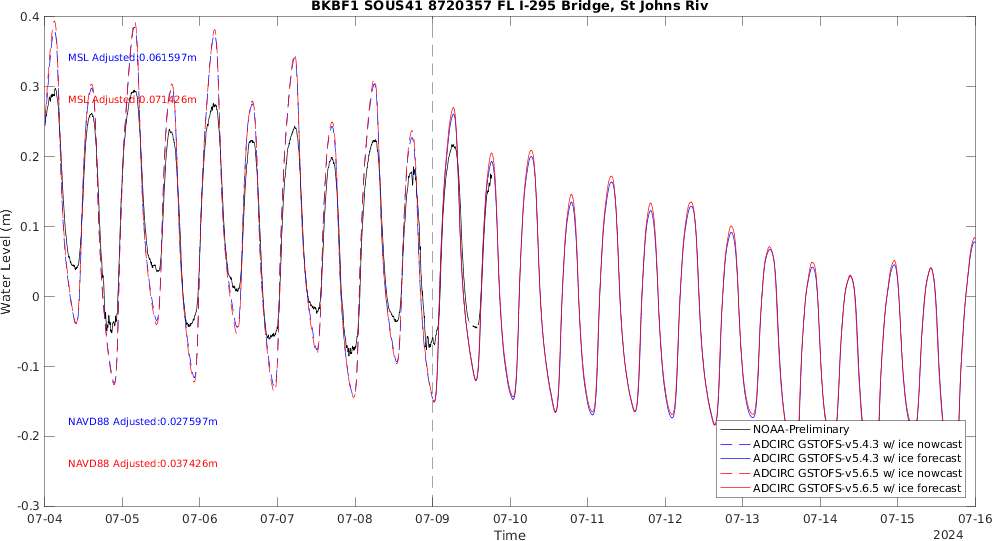 BKBF1 SOUS41 8720357 FL I-295 Bridge, St Johns Riv
0.4
0.3
0.2
0.1
0
-0.1
-0.2
-0.3
Water Level (m)
MSL Adjusted:0.061597m
MSL Adjusted:0.071426m
NAVD88 Adjusted:0.027597m
NAVD88 Adjusted:0.037426m
NOAA-Preliminary
ADCIRC GSTOFS-v5.4.3 w/ ice nowcast
ADCIRC GSTOFS-v5.4.3 w/ ice forecast
ADCIRC GSTOFS-v5.6.5 w/ ice nowcast
ADCIRC GSTOFS-v5.6.5 w/ ice forecast
07-04 07-05 07-06 07-07 07-08 07-09 07-10 07-11 07-12 07-13 07-14 07-15 07-16
Time
2024